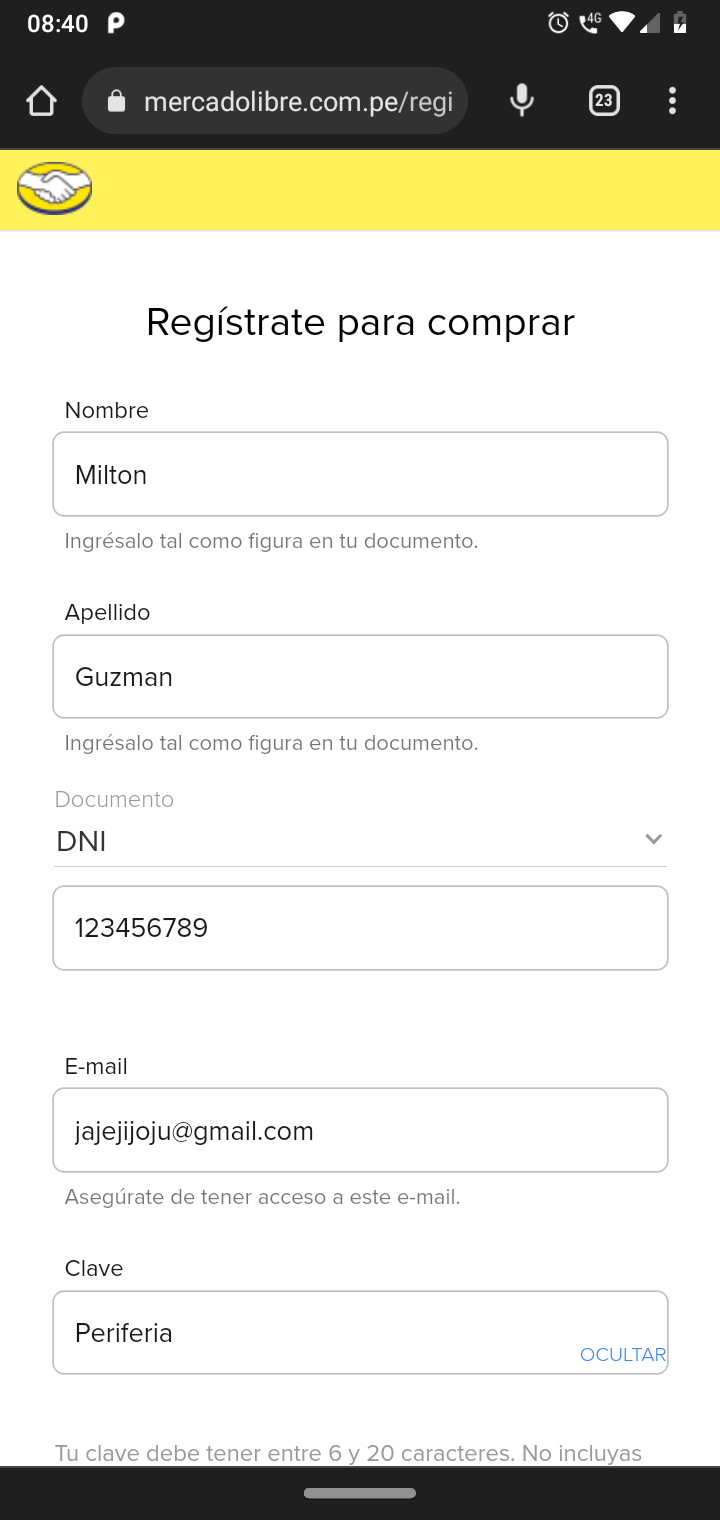 08:40
4G
mercadolibre.com.pe/regi
23
Regístrate para comprar
Nombre
Milton
Ingrésalo tal como figura en tu documento.
Apellido
Guzman
Ingrésalo tal como figura en tu documento.
Documento
DNI
123456789
E-mail
jajejijoju@gmail.com
Asegúrate de tener acceso a este e-mail.
Clave
Periferia
OCULTAR
Tu clave debe tener entre 6 y 20 caracteres. No incluyas